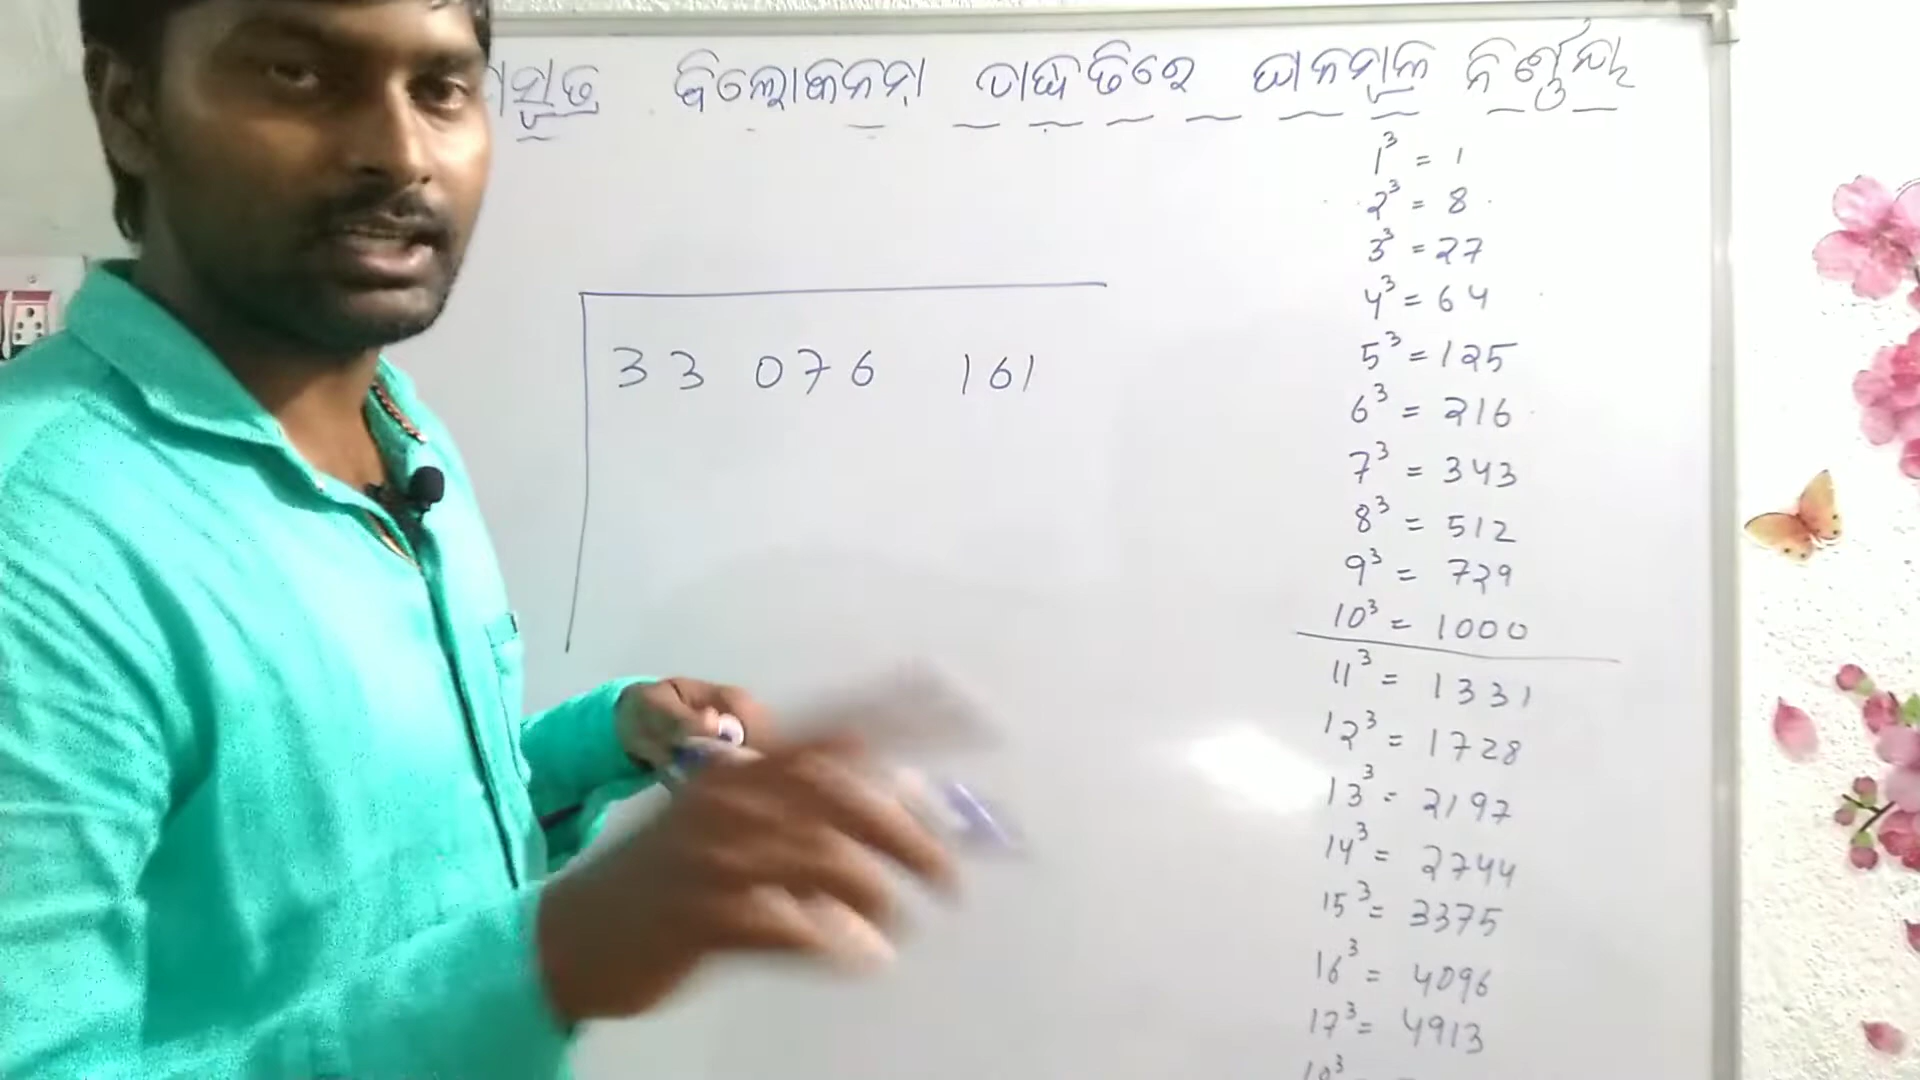 ବିଲୋକନମ୍ ପଦ୍ଧତିରେ ଘନମୂଳ ନିର୍ଣ୍ଣୟ
33 076 161
1³ = 1
2³ = 8
3³ = 27
4³ = 64
5³ = 125
6³ = 216
7³ = 343
8³ = 512
9³ = 729
10³ = 1000
11³ = 1331
12³ = 1728
13³ = 2197
14³ = 2744
15³ = 3375
16³ = 4096
17³ = 4913